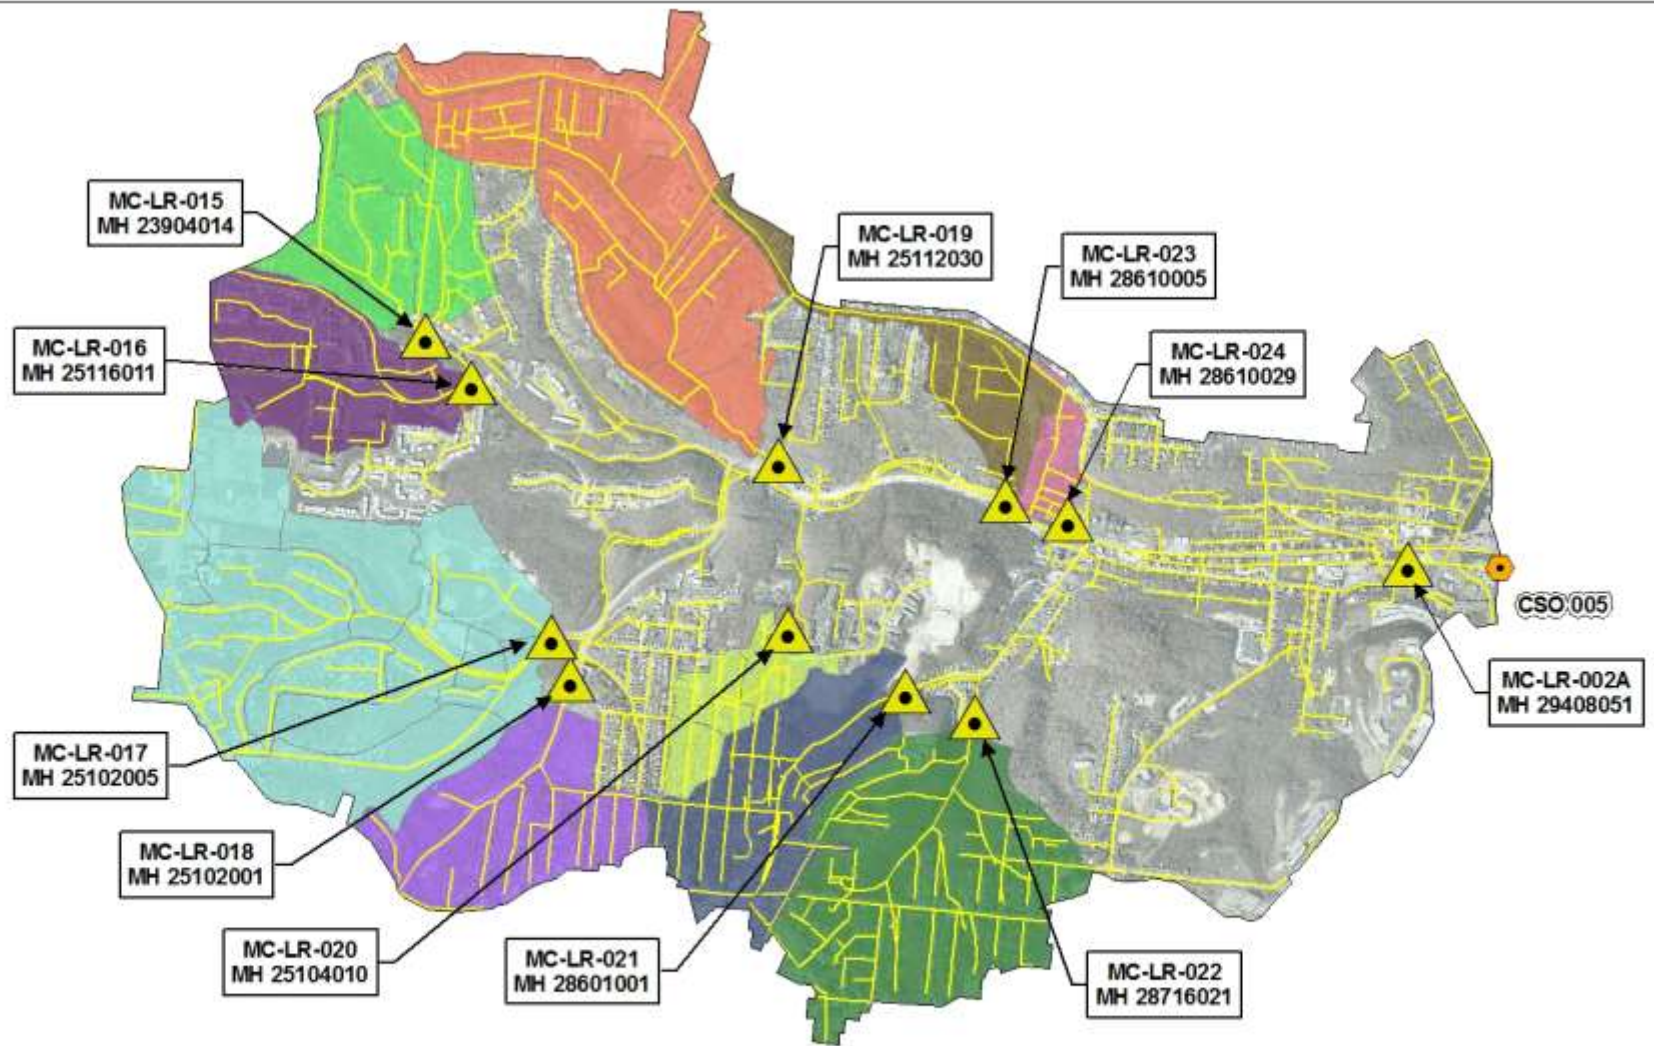 MC-LR-015
MH 23904014
MC-LR-019
MH 25112030
MC-LR-023
MH 28610005
MC-LR-016
MH 25116011
MC-LR-024
MH 28610029
CSO 005
MC-LR-002A
MH 29408051
MC-LR-017
MH 25102005
MC-LR-018
MH 25102001
MC-LR-020
MH 25104010
MC-LR-021
MH 28601001
MC-LR-022
MH 28716021